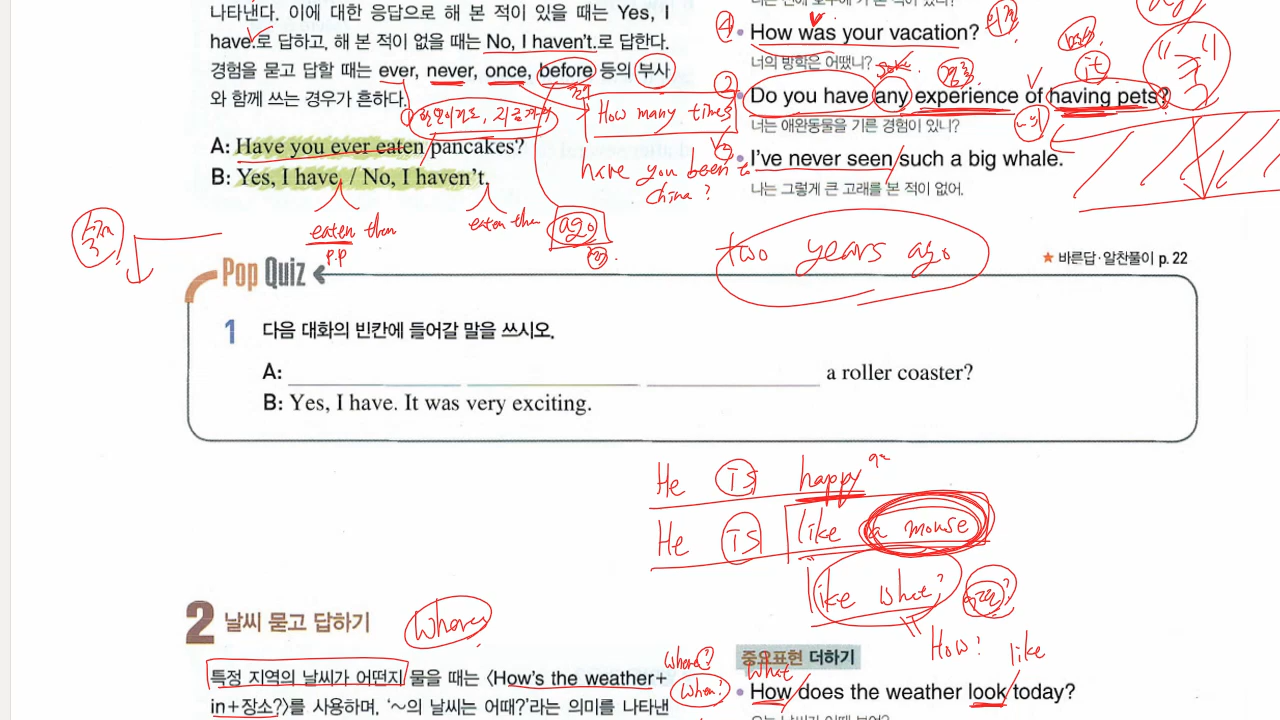 나타낸다. 이에 대한 응답으로 해 본 적이 있을 때는 Yes, I
have.로 답하고, 해 본 적이 없을 때는 No, I haven't.로 답한다.
경험을 묻고 답할 때는 ever, never, once, before 등의 부사
와 함께 쓰는 경우가 흔하다.
How many times
A: Have you ever eaten pancakes?
B: Yes, I have. / No, I haven't.
eaten them
p.p
eaten them
ago
have you been to
China?
④ How was your vacation?
너의 방학은 어땠니?
② Do you have any experience of having pets?
it
너는 애완동물을 기른 경험이 있니?
I've never seen such a big whale.
나는 그렇게 큰 고래를 본 적이 없어.
two years ago
Pop Quiz
★ 바른답·알찬풀이 p. 22
1 다음 대화의 빈칸에 들어갈 말을 쓰시오.
A: a roller coaster?
B: Yes, I have. It was very exciting.
He is happy
He is like a mouse
like what?
How?
like
2 날씨 묻고 답하기
where
특정 지역의 날씨가 어떤지 물을 때는 〈How's the weather+
in+장소?〉를 사용하며, '~의 날씨는 어때?'라는 의미를 나타낸
where?
when?
중요표현 더하기
what
How does the weather look today?